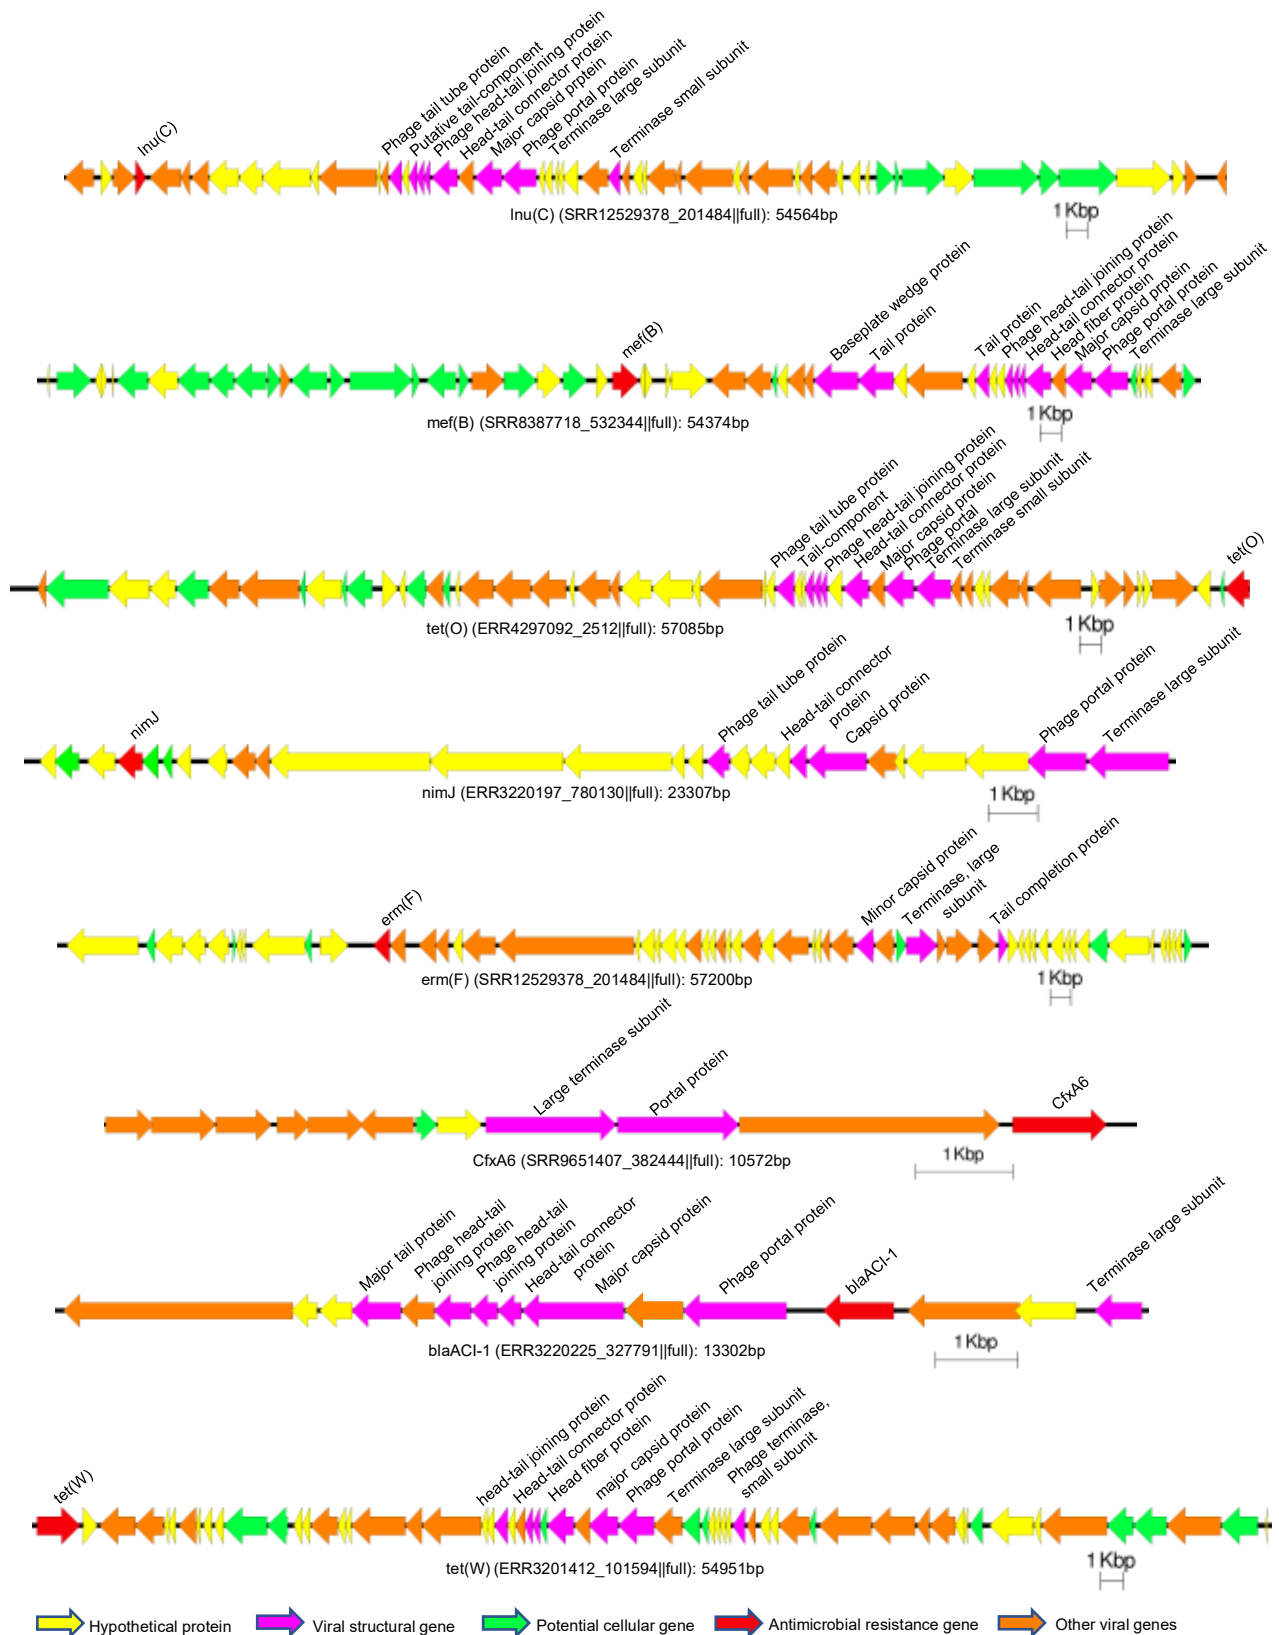 Phage tail tube protein
Putative tail-component
Phage head-tail joining protein
Head-tail connector protein
Major capsid prptein
Phage portal protein
Terminase large subunit
Terminase small subunit
lnu(C)
lnu(C) (SRR12529378_201484||full): 54564bp
1 Kbp
mef(B)
Baseplate wedge protein
Tail protein
Tail protein
Phage head-tail joining protein
Head-tail connector protein
Head fiber protein
Major capsid prptein
Phage portal protein
Terminase large subunit
mef(B) (SRR8387718_532344||full): 54374bp
1 Kbp
Phage tail tube protein
Tail-component
Phage head-tail joining protein
Head-tail connector protein
Major capsid protein
Phage portal
Terminase large subunit
Terminase small subunit
tet(O)
tet(O) (ERR4297092_2512||full): 57085bp
1 Kbp
nimJ
Phage tail tube protein
Head-tail connector
protein
Capsid protein
Phage portal protein
Terminase large subunit
nimJ (ERR3220197_780130||full): 23307bp
1 Kbp
erm(F)
Minor capsid protein
Terminase, large
subunit
Tail completion protein
erm(F) (SRR12529378_201484||full): 57200bp
1 Kbp
Large terminase subunit
Portal protein
CfxA6
CfxA6 (SRR9651407_382444||full): 10572bp
1 Kbp
Major tail protein
Phage head-tail
joining protein
Phage head-tail
joining protein
Head-tail connector
protein
Major capsid protein
Phage portal protein
blaACI-1
Terminase large subunit
blaACI-1 (ERR3220225_327791||full): 13302bp
1 Kbp
tet(W)
head-tail joining protein
Head-tail connector protein
Head fiber protein
major capsid protein
Phage portal protein
Terminase large subunit
Phage terminase,
small subunit
tet(W) (ERR3201412_101594||full): 54951bp
1 Kbp
Hypothetical protein
Viral structural gene
Potential cellular gene
Antimicrobial resistance gene
Other viral genes